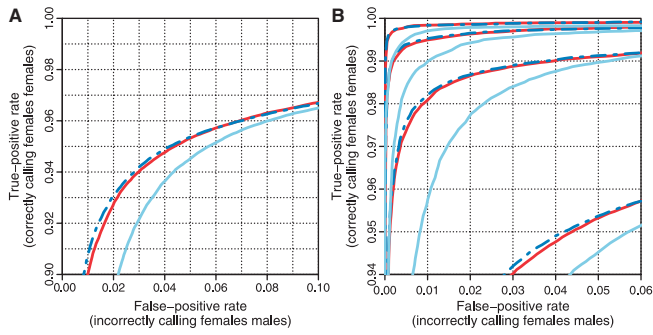 A
True−positive rate
(correctly calling females females)
1.00
0.98
0.96
0.94
0.92
0.90
0.00
0.02
0.04
0.06
0.08
0.10
False−positive rate
(incorrectly calling females males)
B
True−positive rate
(correctly calling females females)
1.00
0.99
0.98
0.97
0.96
0.95
0.94
0.00
0.01
0.02
0.03
0.04
0.05
0.06
False−positive rate
(incorrectly calling females males)